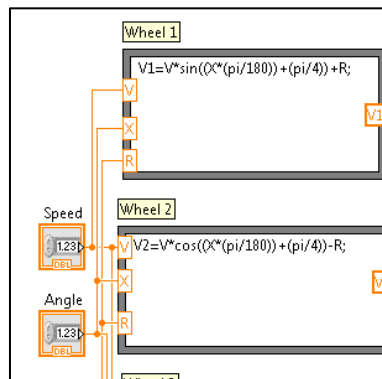 Wheel 1
V1=V*sin((X*(pi/180))+(pi/4))+R;
V
X
R
V1
Speed
1.23
DBL
Wheel 2
V2=V*cos((X*(pi/180))+(pi/4))-R;
V
X
R
V
Angle
1.23
DBL